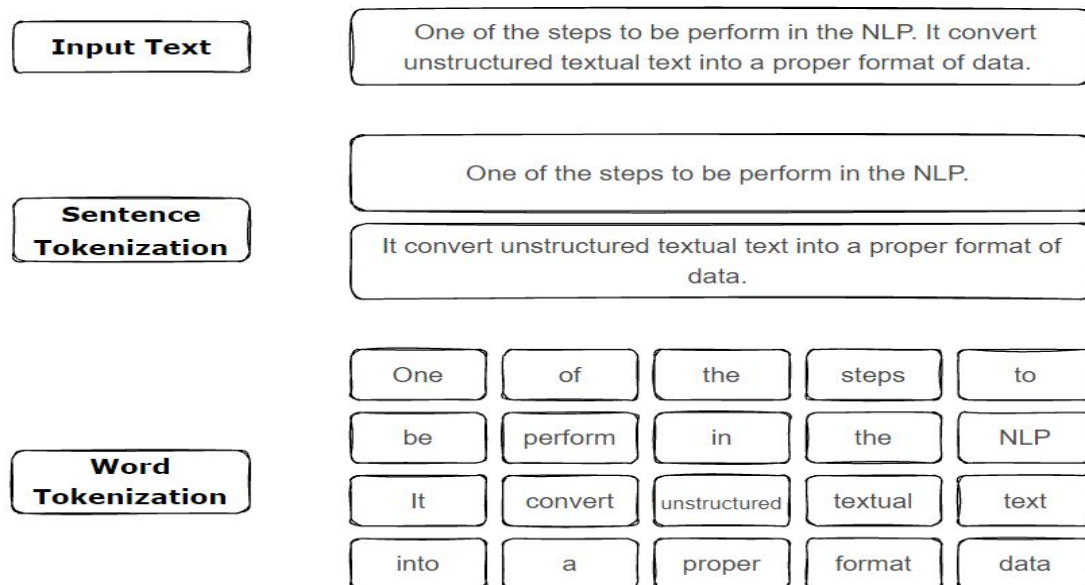 Input Text
One of the steps to be perform in the NLP. It convert
unstructured textual text into a proper format of data.
Sentence
Tokenization
One of the steps to be perform in the NLP.
It convert unstructured textual text into a proper format of
data.
Word
Tokenization
One of the steps to
be perform in the NLP
It convert unstructured textual text
into a proper format data